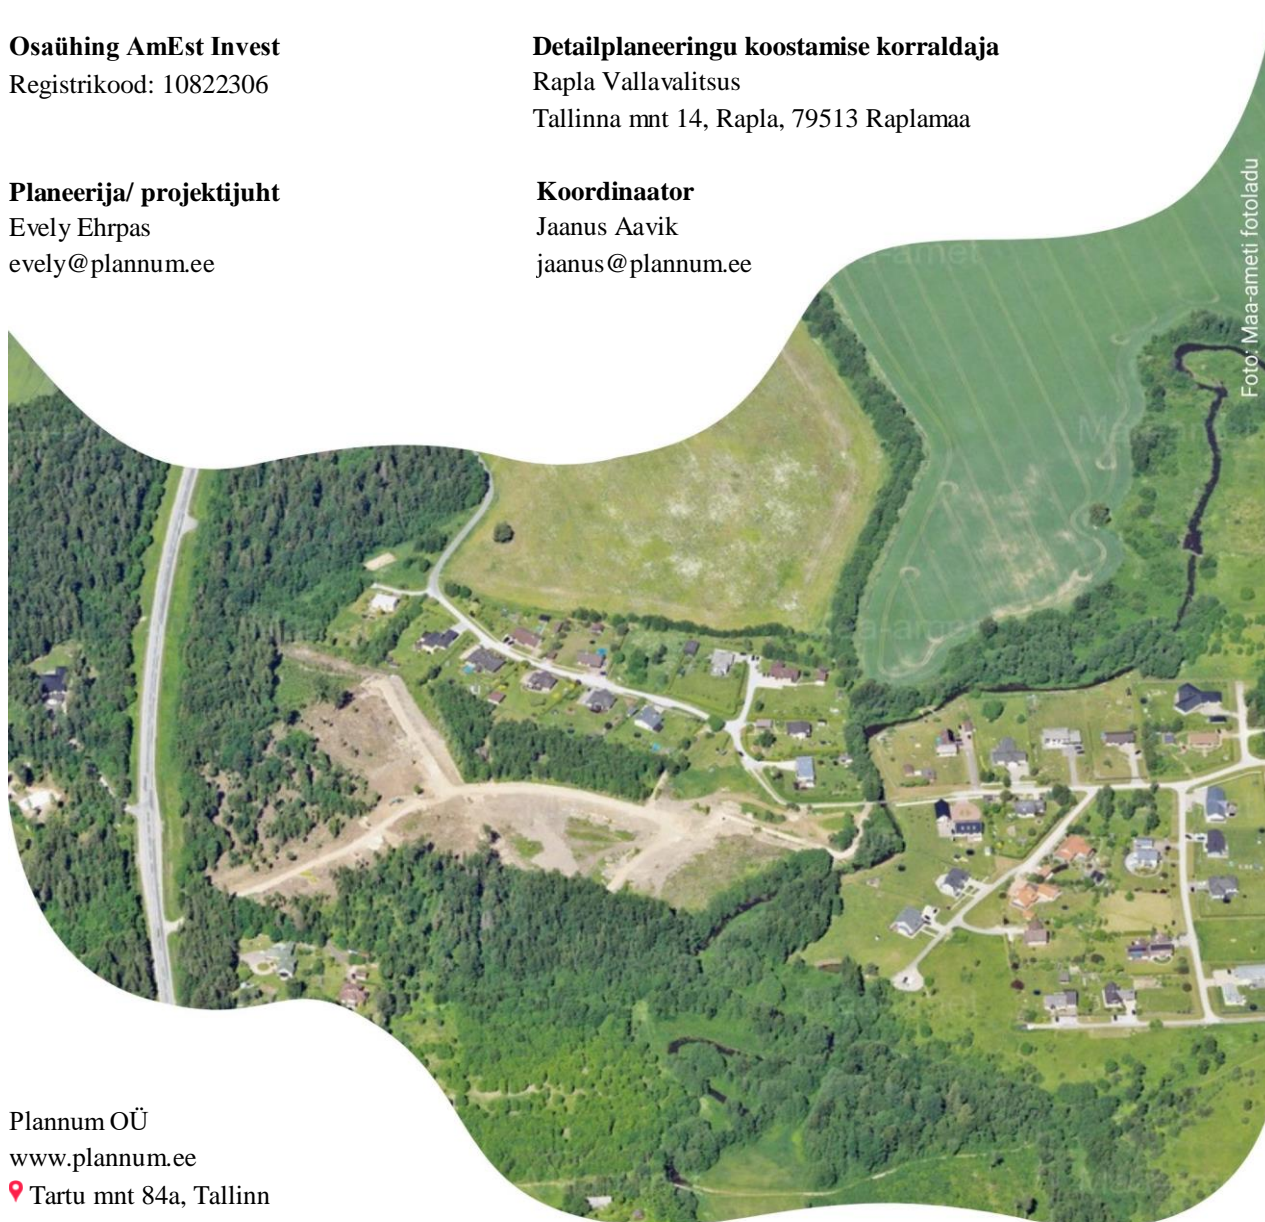 Osaühing AmEst Invest
Registrikood: 10822306
Detailplaneeringu koostamise korraldaja
Rapla Vallavalitsus
Tallinna mnt 14, Rapla, 79513 Raplamaa
Planeerija/ projektijuht
Evely Ehrpas
evely@plannum.ee
Koordinaator
Jaanus Aavik
jaanus@plannum.ee
Foto: Maa-ameti fotoladu
Plannum OÜ
www.plannum.ee
Tartu mnt 84a, Tallinn